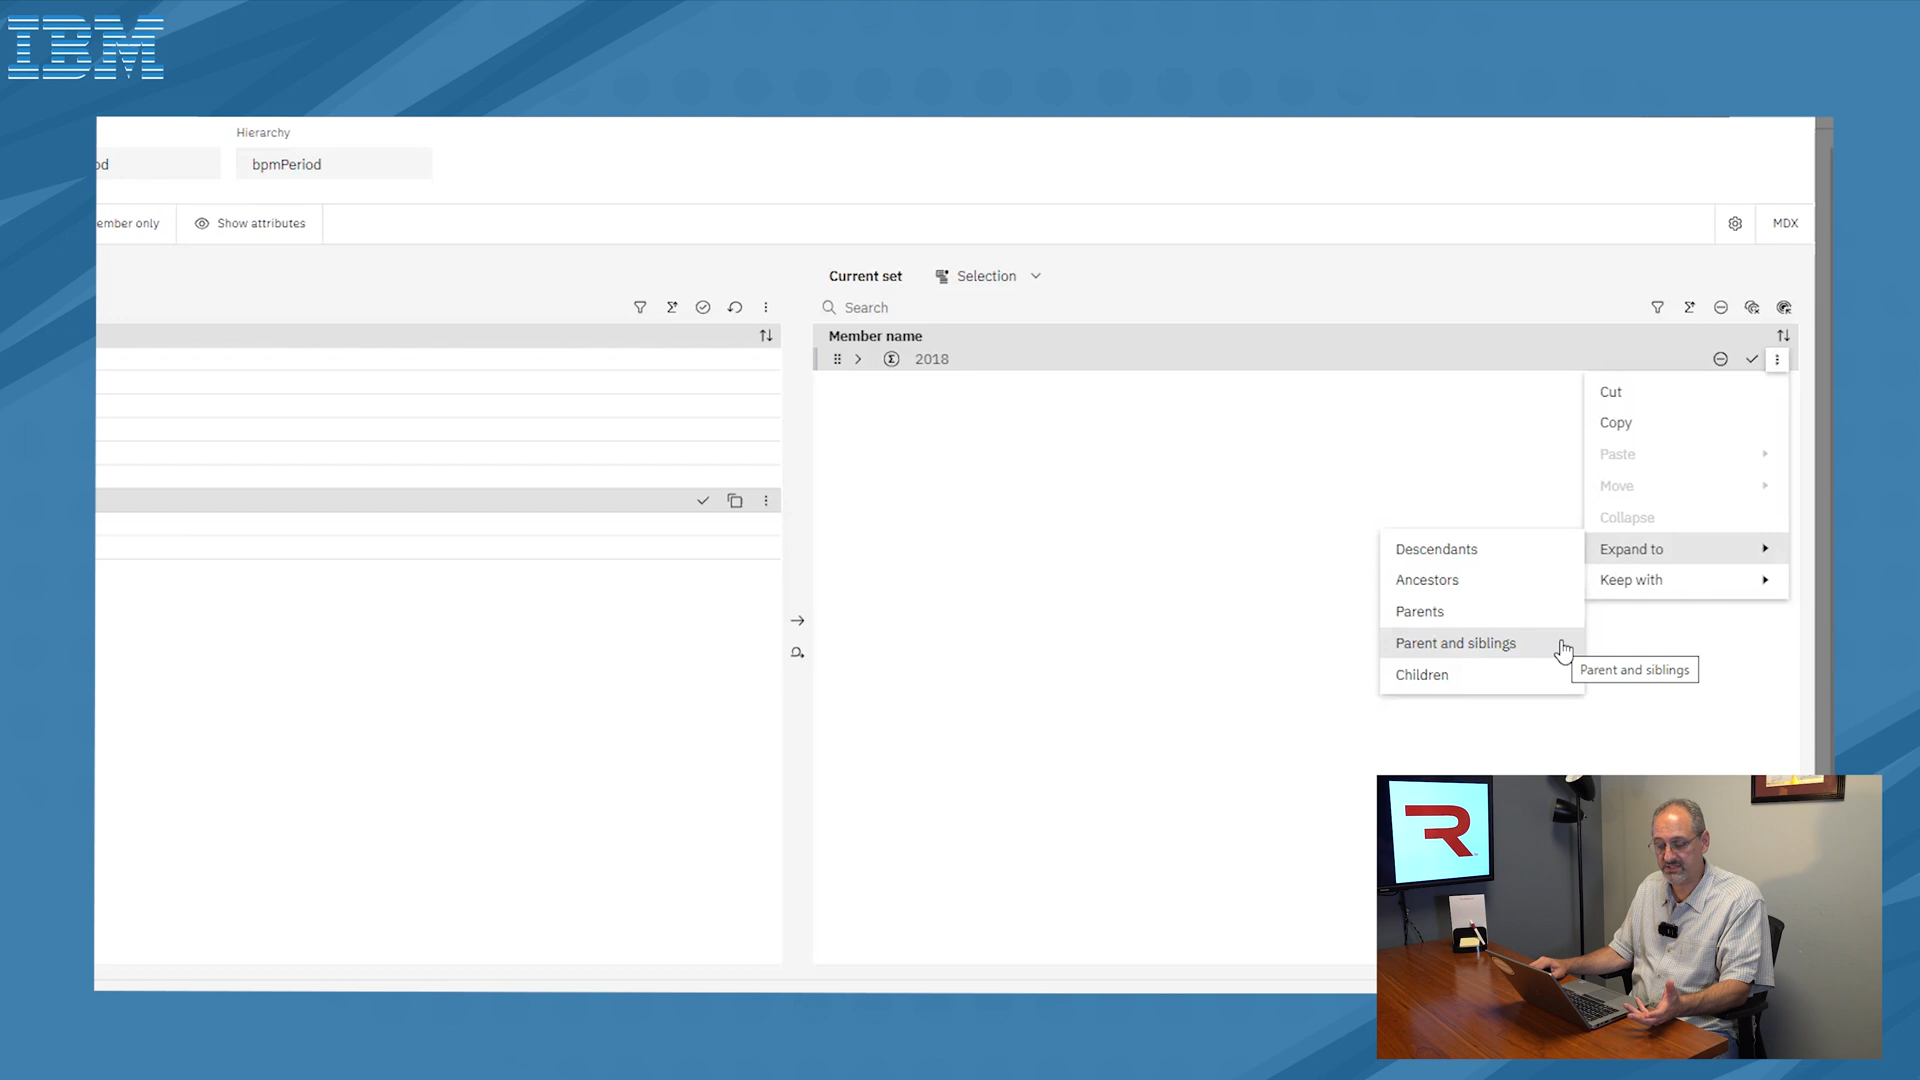 IBM
Hierarchy
od
bpmPeriod
ember only
Show attributes
MDX
Current set
Selection
Search
Member name
2018
Cut
Copy
Paste
Move
Collapse
Expand to
Keep with
Descendants
Ancestors
Parents
Parent and siblings
Children
Parent and siblings
R